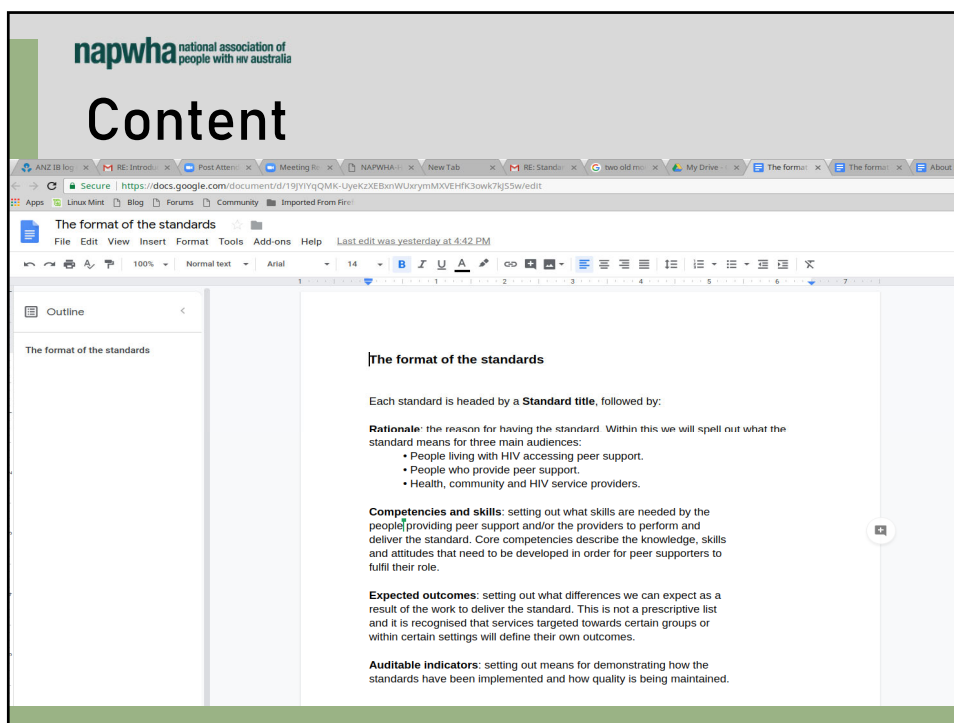 napwha national association of
people with HIV australia
Content
ANZ IB log
RE: Introdu
Post Atten
Meeting Re
NAPWHA-
New Tab
RE: Standa
two old m
My Drive -
The forma
The forma
About
Secure | https://docs.google.com/document/d/19JYIYqQMK-UyeKzXEBxnWUxrymMXVEHfK3owk7kJS5w/edit
Apps Linux Mint Blog Forums Community Imported From Firef
The format of the standards
File Edit View Insert Format Tools Add-ons Help Last edit was yesterday at 4:42 PM
100% Normal text Arial 14 B I U A
1 1 2 3 4 5 6 7
Outline
The format of the standards
The format of the standards
Each standard is headed by a Standard title, followed by:
Rationale: the reason for having the standard. Within this we will spell out what the
standard means for three main audiences:
• People living with HIV accessing peer support.
• People who provide peer support.
• Health, community and HIV service providers.
Competencies and skills: setting out what skills are needed by the
people providing peer support and/or the providers to perform and
deliver the standard. Core competencies describe the knowledge, skills
and attitudes that need to be developed in order for peer supporters to
fulfil their role.
Expected outcomes: setting out what differences we can expect as a
result of the work to deliver the standard. This is not a prescriptive list
and it is recognised that services targeted towards certain groups or
within certain settings will define their own outcomes.
Auditable indicators: setting out means for demonstrating how the
standards have been implemented and how quality is being maintained.